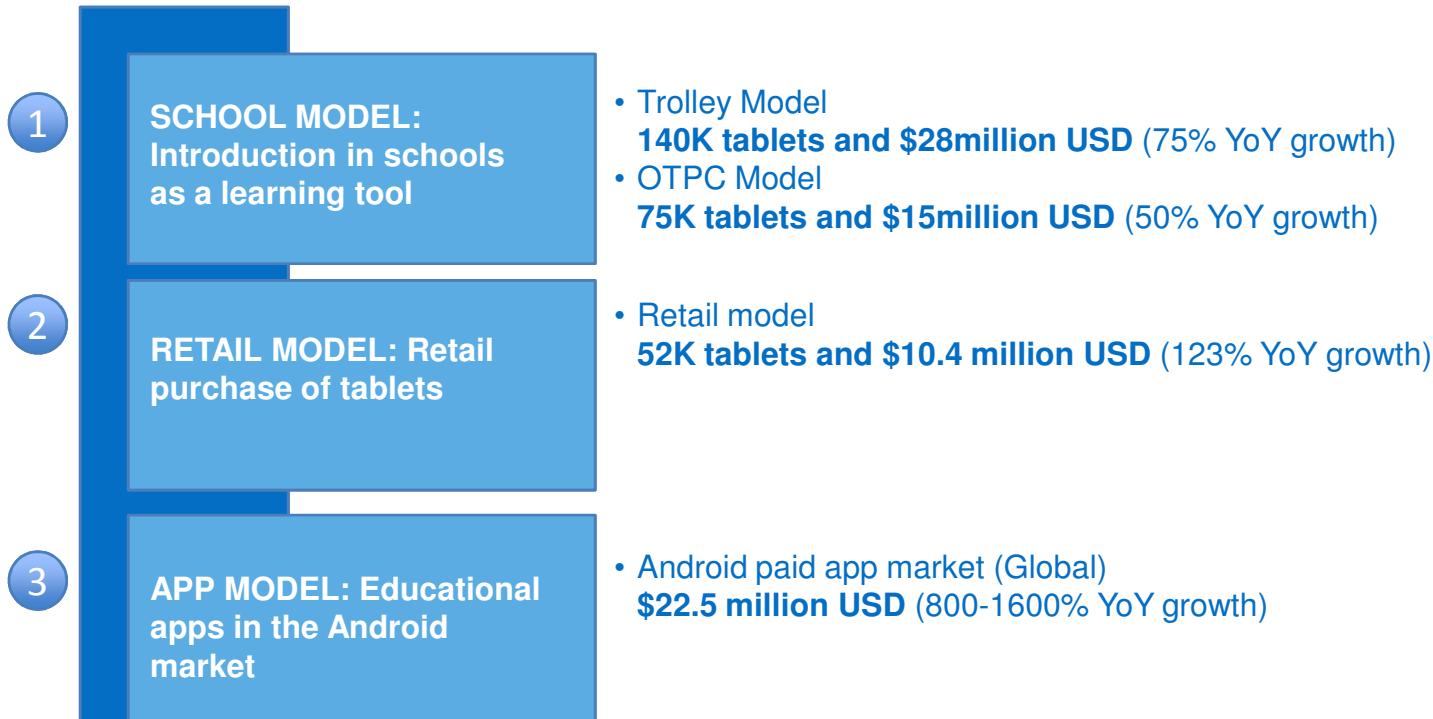 1
SCHOOL MODEL:
Introduction in schools
as a learning tool
• Trolley Model
140K tablets and $28million USD (75% YoY growth)
• OTPC Model
75K tablets and $15million USD (50% YoY growth)
2
RETAIL MODEL: Retail
purchase of tablets
• Retail model
52K tablets and $10.4 million USD (123% YoY growth)
3
APP MODEL: Educational
apps in the Android
market
• Android paid app market (Global)
$22.5 million USD (800-1600% YoY growth)